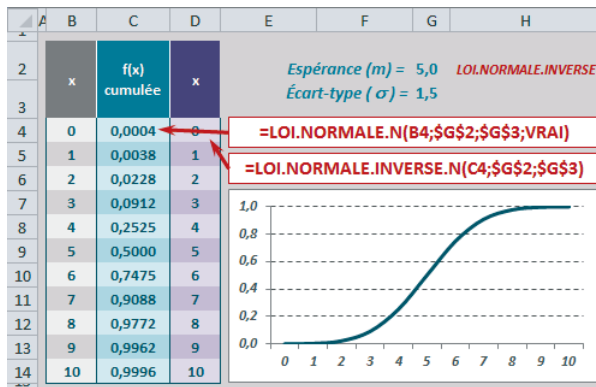 A B C D E F G H
1
2 x f(x) cumulée x Espérance (m) = 5,0 LOI.NORMALE.INVERSE
3 Écart-type (σ) = 1,5
4 0 0,0004 0 =LOI.NORMALE.N(B4;$G$2;$G$3;VRAI)
5 1 0,0038 1 =LOI.NORMALE.INVERSE.N(C4;$G$2;$G$3)
6 2 0,0228 2
7 3 0,0912 3
8 4 0,2525 4
9 5 0,5000 5
10 6 0,7475 6
11 7 0,9088 7
12 8 0,9772 8
13 9 0,9962 9
14 10 0,9996 10
1,0
0,8
0,6
0,4
0,2
0,0
0 1 2 3 4 5 6 7 8 9 10